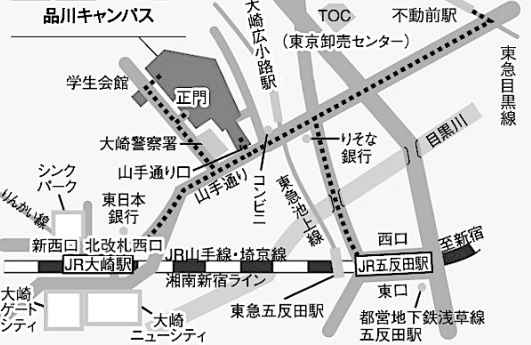 品川キャンパス
大崎広小路駅
TOC
(東京卸売センター)
不動前駅
東急目黒線
学生会館
正門
大崎警察署
山手通り口
山手通り
コンビニ
りそな
銀行
目黒川
シンク
パーク
りんかい線
東日本
銀行
東急池上線
新西口
北改札西口
JR山手線・埼京線
JR大崎駅
湘南新宿ライン
西口
JR五反田駅
至新宿
東口
大崎
ゲート
シティ
大崎
ニューシティ
東急五反田駅
都営地下鉄浅草線
五反田駅